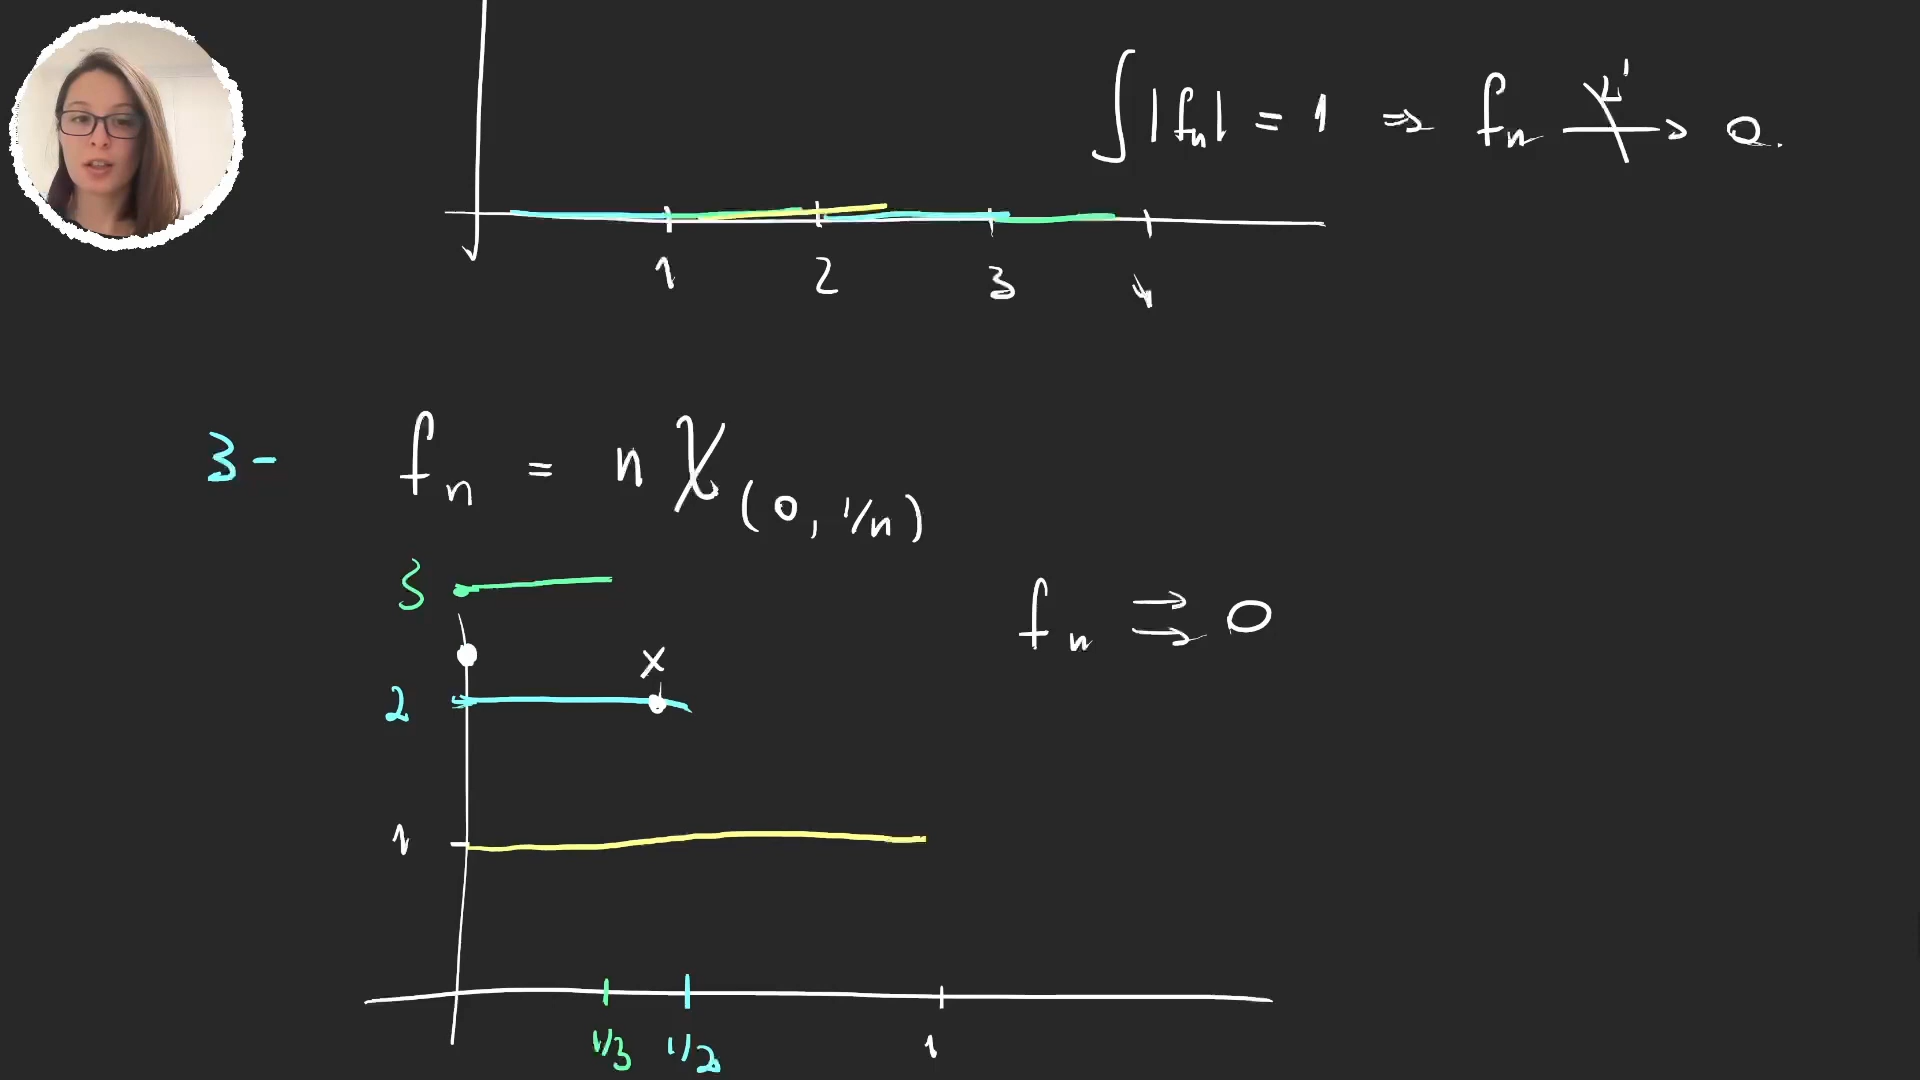 ∫ |fₙ| = 1 ⇒ fₙ ↛ 0.
1 2 3 4
3-
fₙ = n χ_(0, 1/n)
3
fₙ ⇉ 0
x
2
1
1/3 1/2 1